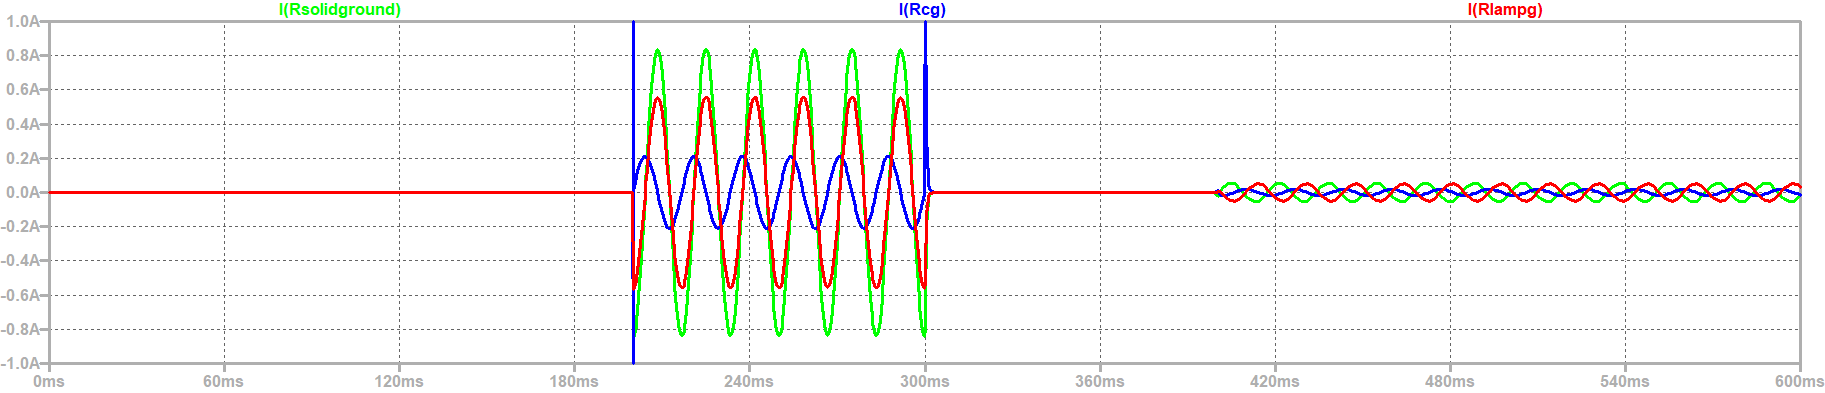 I(Rsolidground) I(Rcg) I(Rlampg)
1.0A
0.8A
0.6A
0.4A
0.2A
0.0A
-0.2A
-0.4A
-0.6A
-0.8A
-1.0A
0ms 60ms 120ms 180ms 240ms 300ms 360ms 420ms 480ms 540ms 600ms